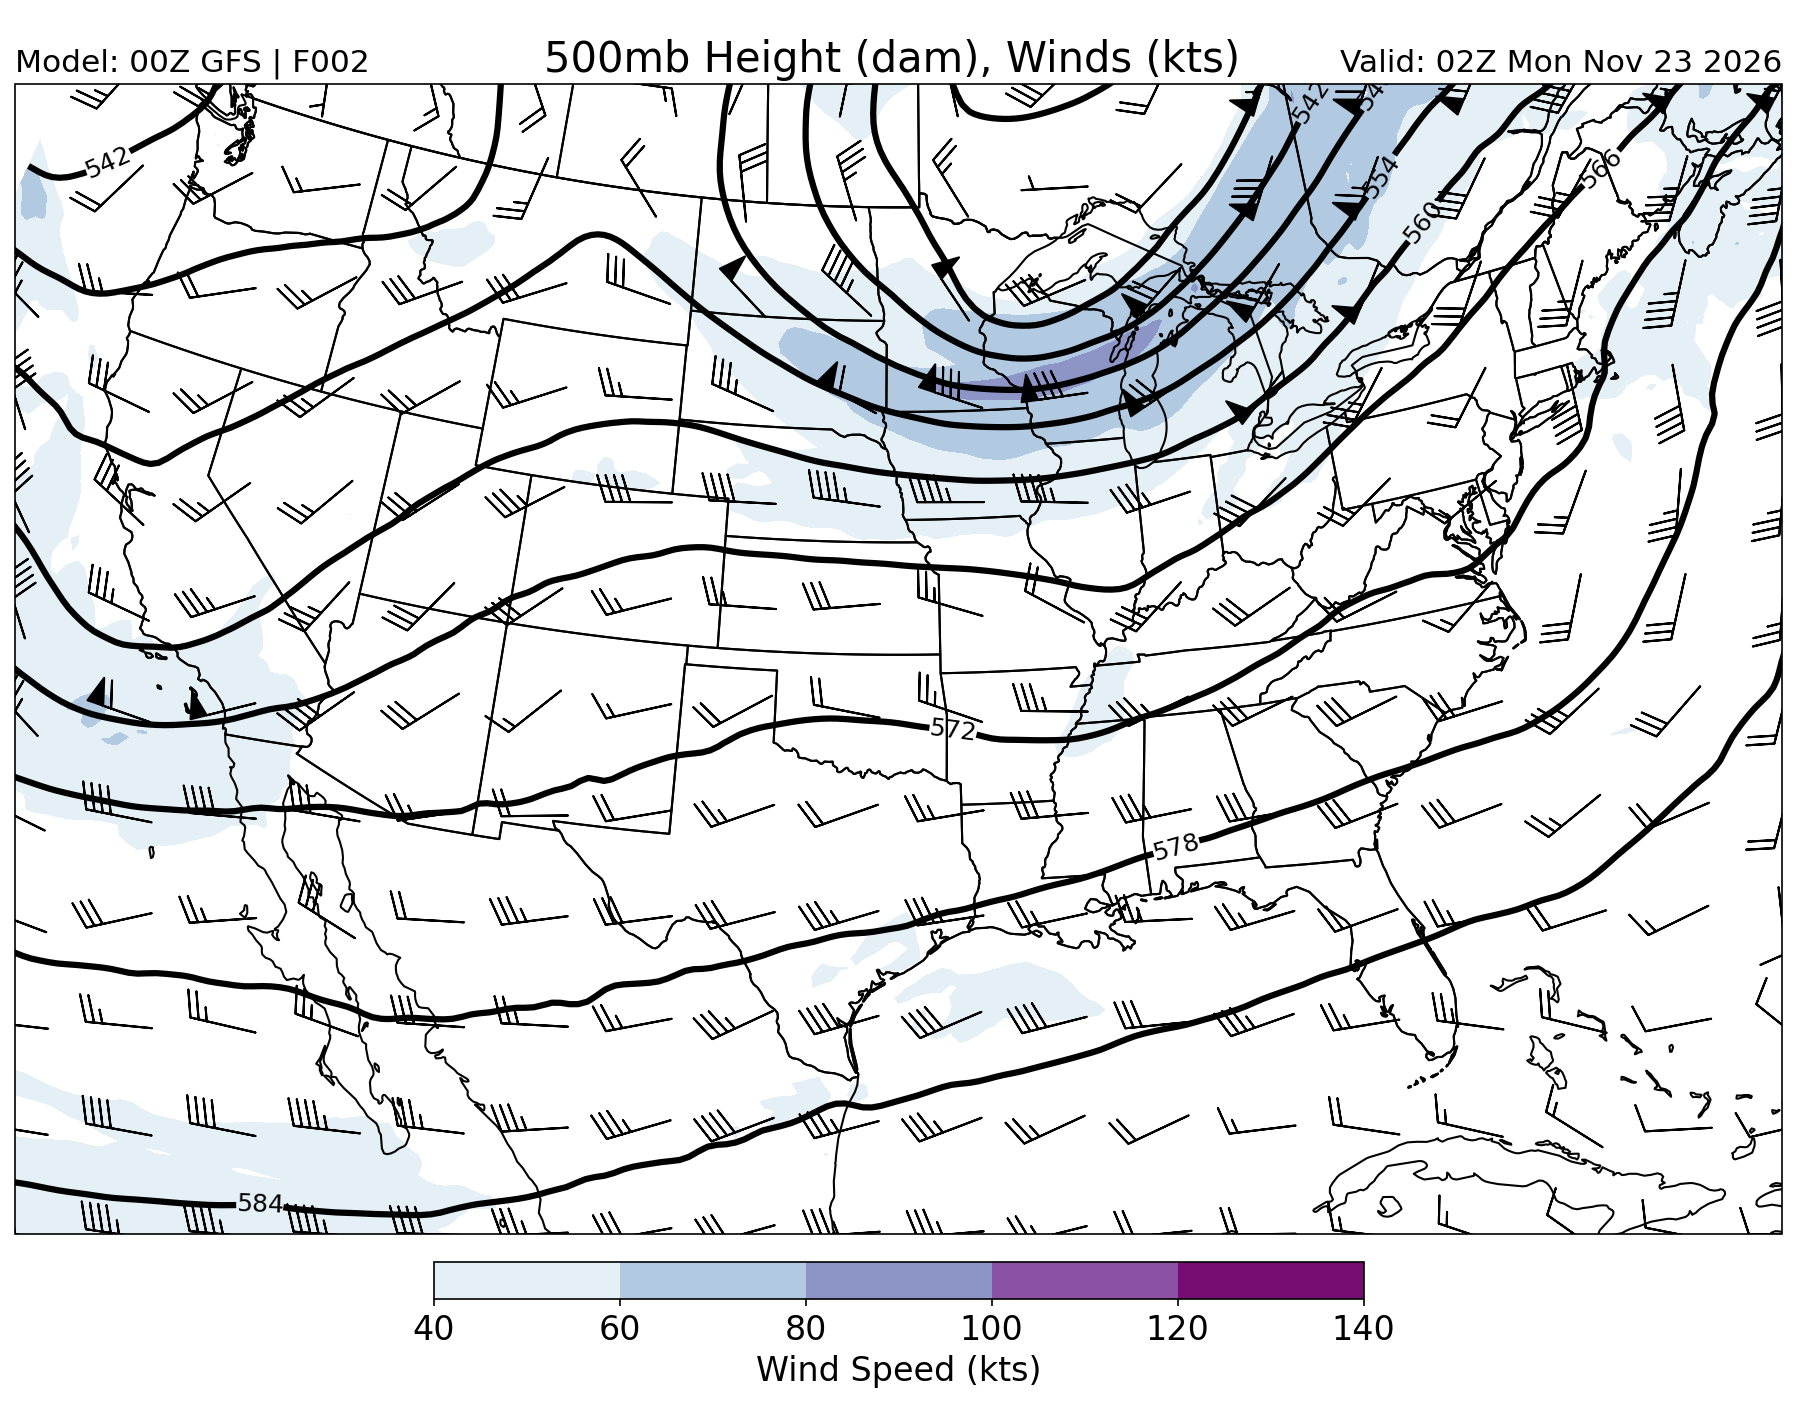 Model: 00Z GFS | F002
500mb Height (dam), Winds (kts)
Valid: 02Z Mon Nov 23 2026
542
542
554
560
566
572
578
584
40 60 80 100 120 140
Wind Speed (kts)